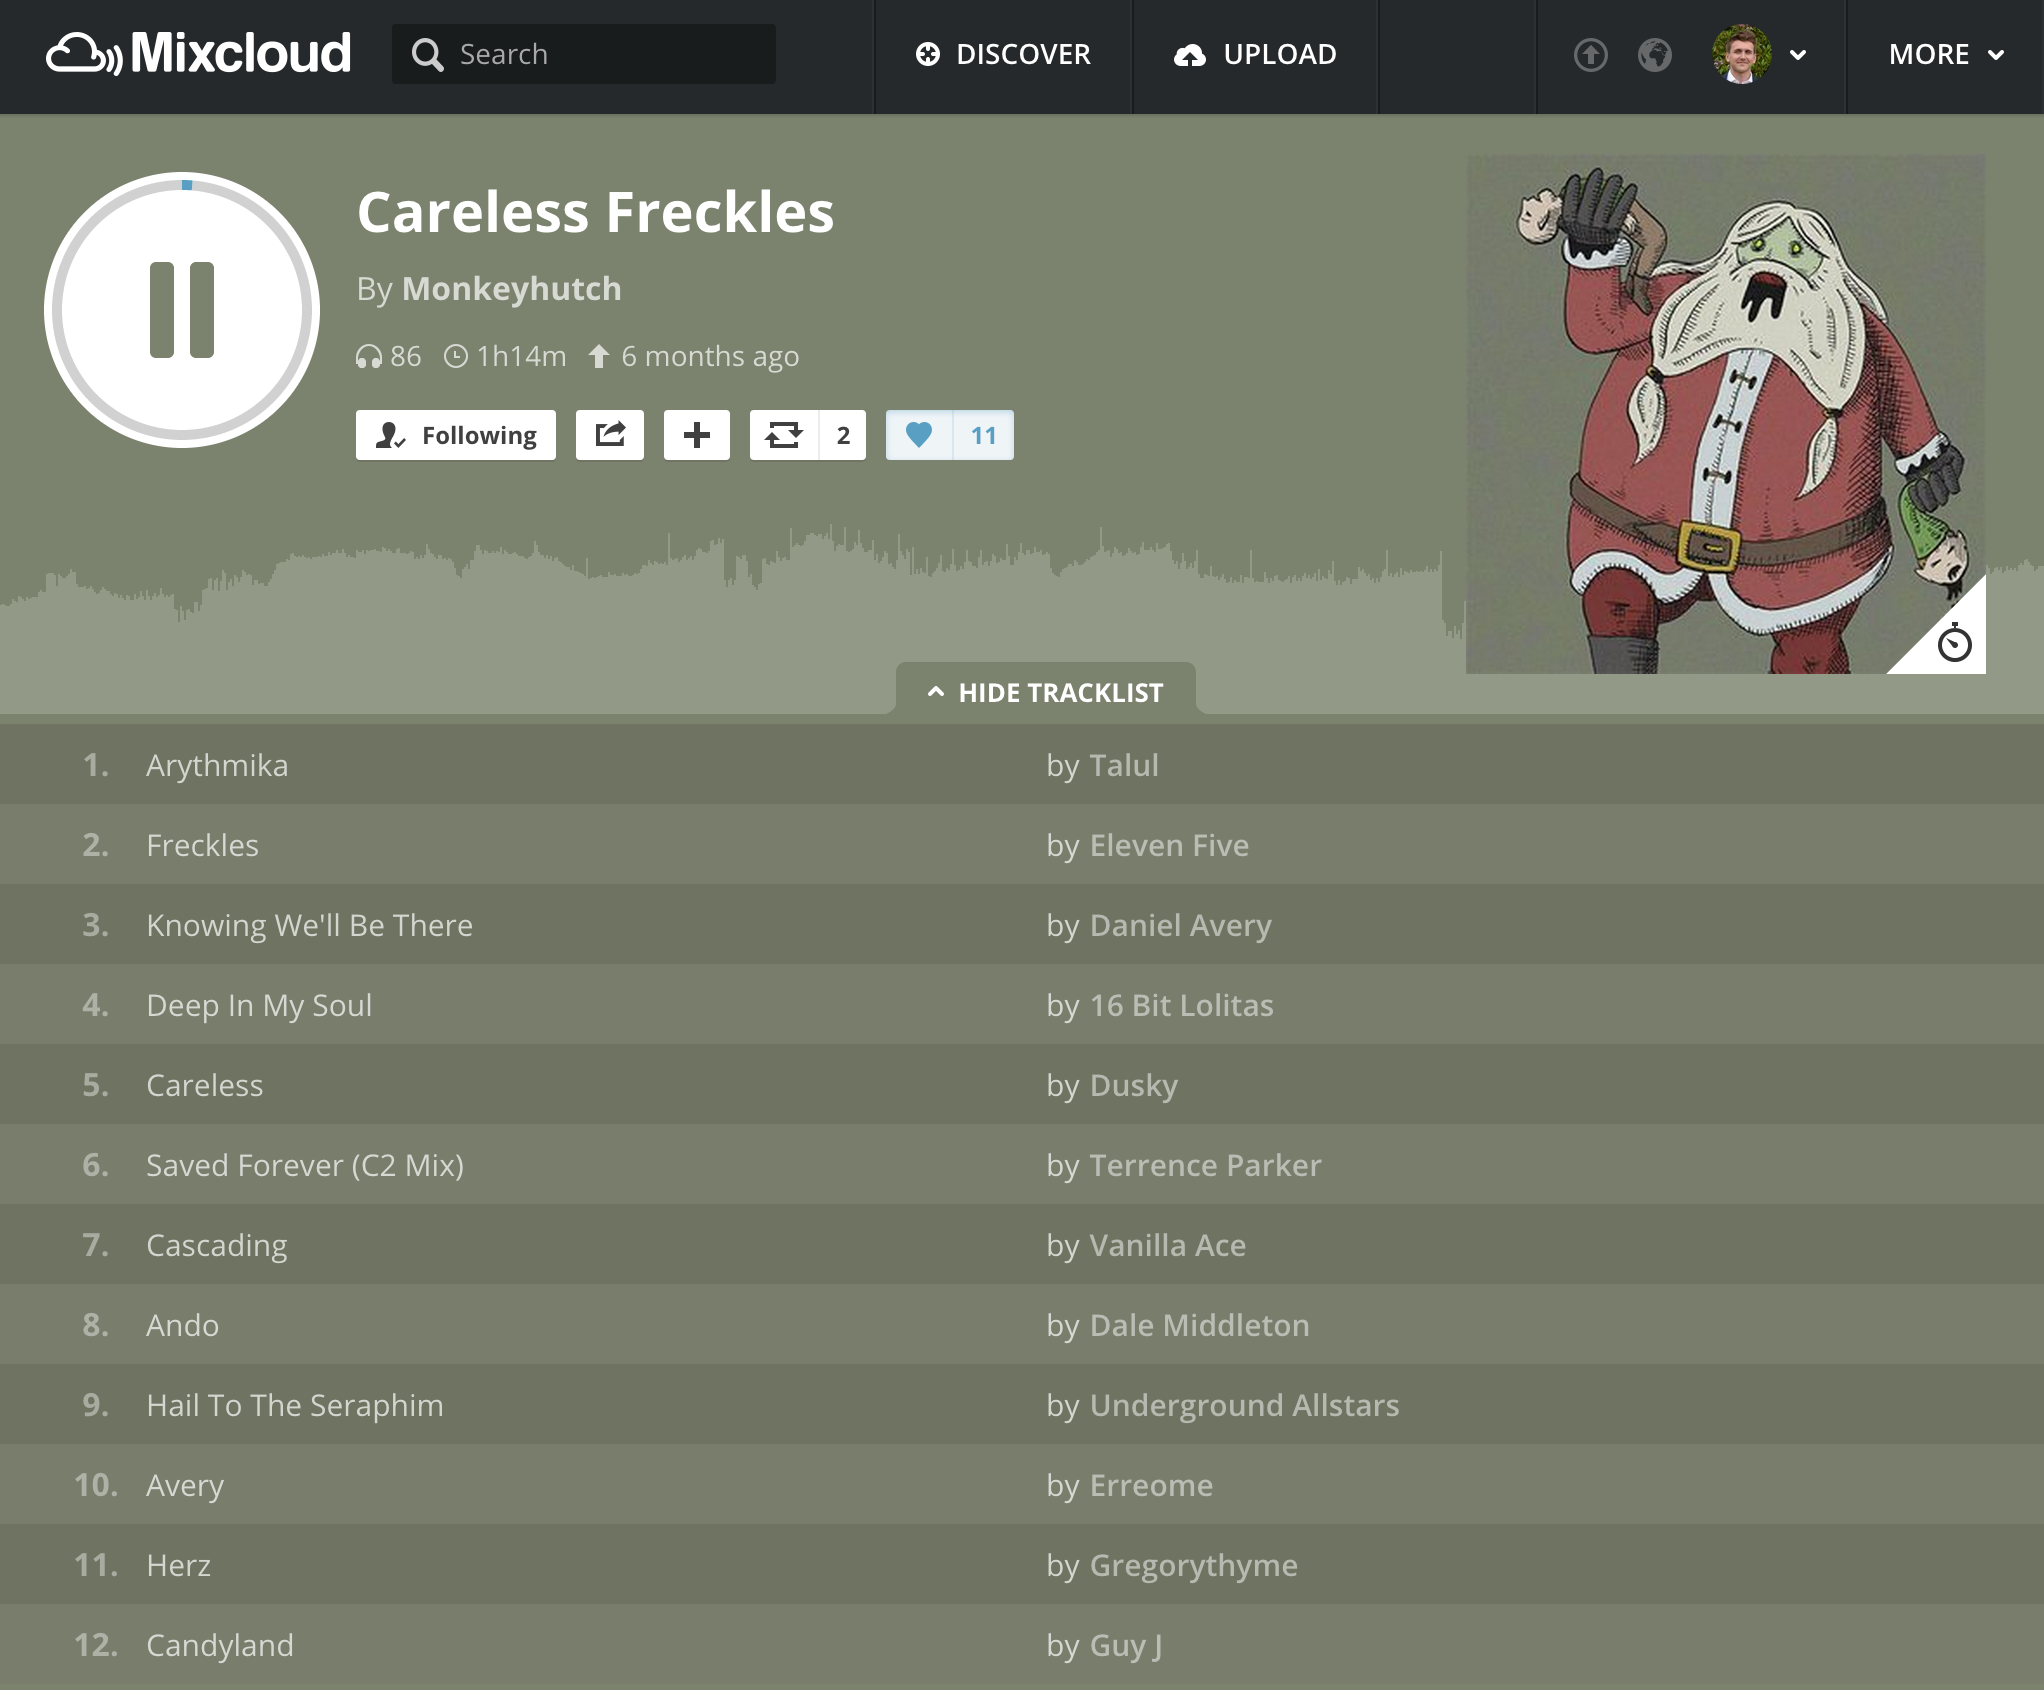 Mixcloud
Search
DISCOVER
UPLOAD
MORE
Careless Freckles
By Monkeyhutch
86 1h14m 6 months ago
Following 2 11
HIDE TRACKLIST
1. Arythmika by Talul
2. Freckles by Eleven Five
3. Knowing We'll Be There by Daniel Avery
4. Deep In My Soul by 16 Bit Lolitas
5. Careless by Dusky
6. Saved Forever (C2 Mix) by Terrence Parker
7. Cascading by Vanilla Ace
8. Ando by Dale Middleton
9. Hail To The Seraphim by Underground Allstars
10. Avery by Erreome
11. Herz by Gregorythyme
12. Candyland by Guy J